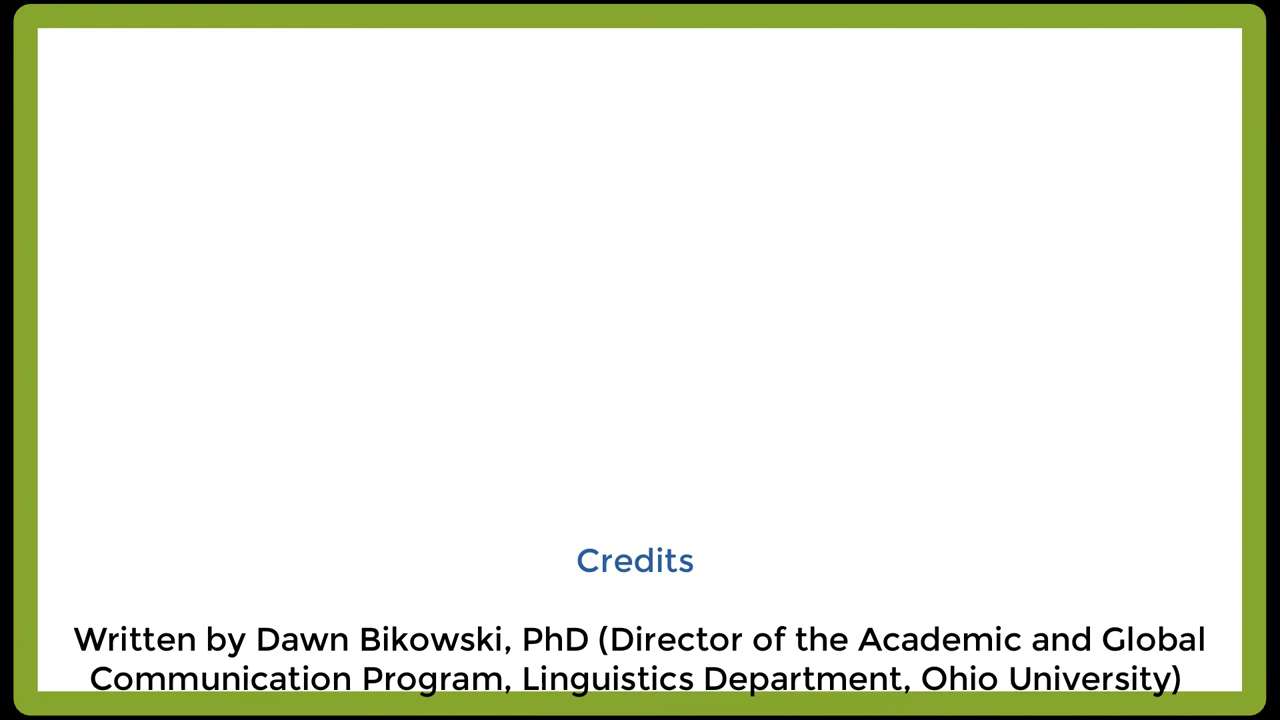 Credits
Written by Dawn Bikowski, PhD (Director of the Academic and Global
Communication Program, Linguistics Department, Ohio University)